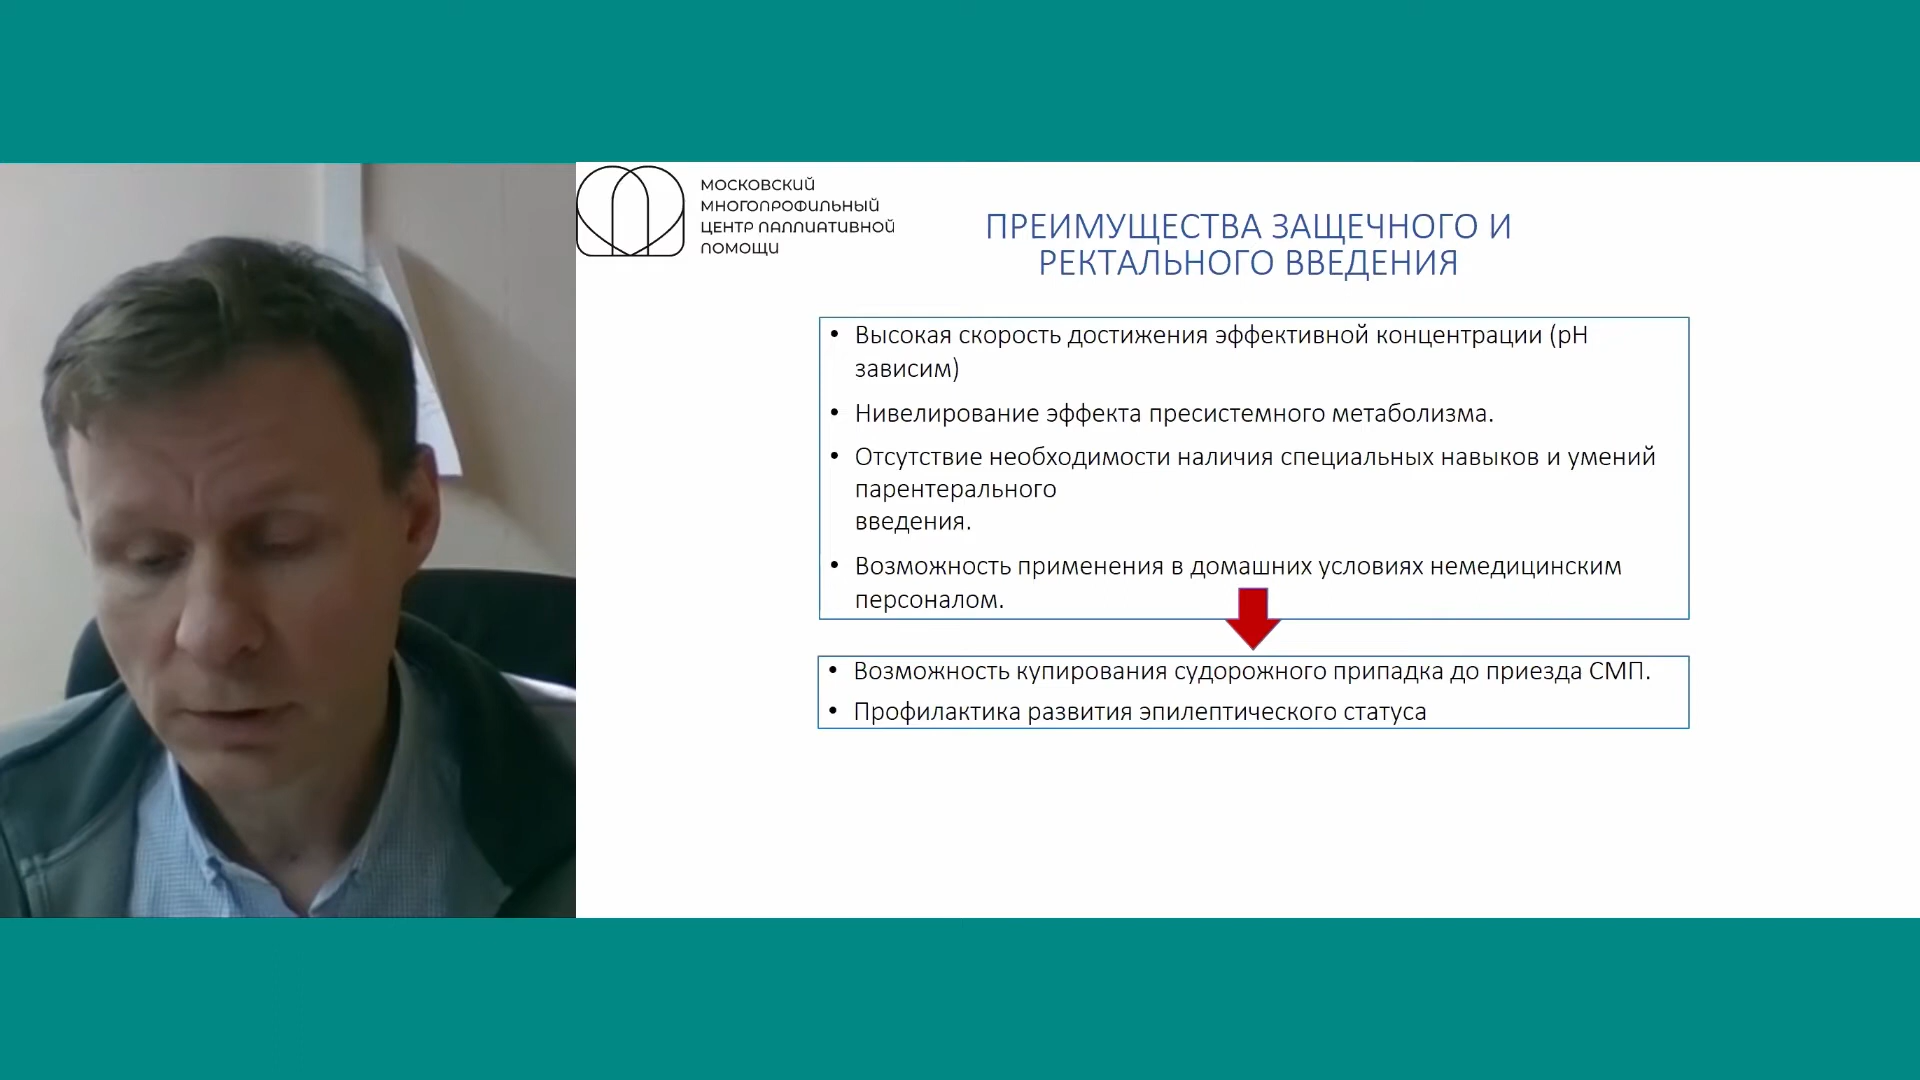 МОСКОВСКИЙ
МНОГОПРОФИЛЬНЫЙ
ЦЕНТР ПАЛЛИАТИВНОЙ
ПОМОЩИ
ПРЕИМУЩЕСТВА ЗАЩЕЧНОГО И
РЕКТАЛЬНОГО ВВЕДЕНИЯ
• Высокая скорость достижения эффективной концентрации (pH
зависим)
• Нивелирование эффекта пресистемного метаболизма.
• Отсутствие необходимости наличия специальных навыков и умений
парентерального
введения.
• Возможность применения в домашних условиях немедицинским
персоналом.
• Возможность купирования судорожного припадка до приезда СМП.
• Профилактика развития эпилептического статуса